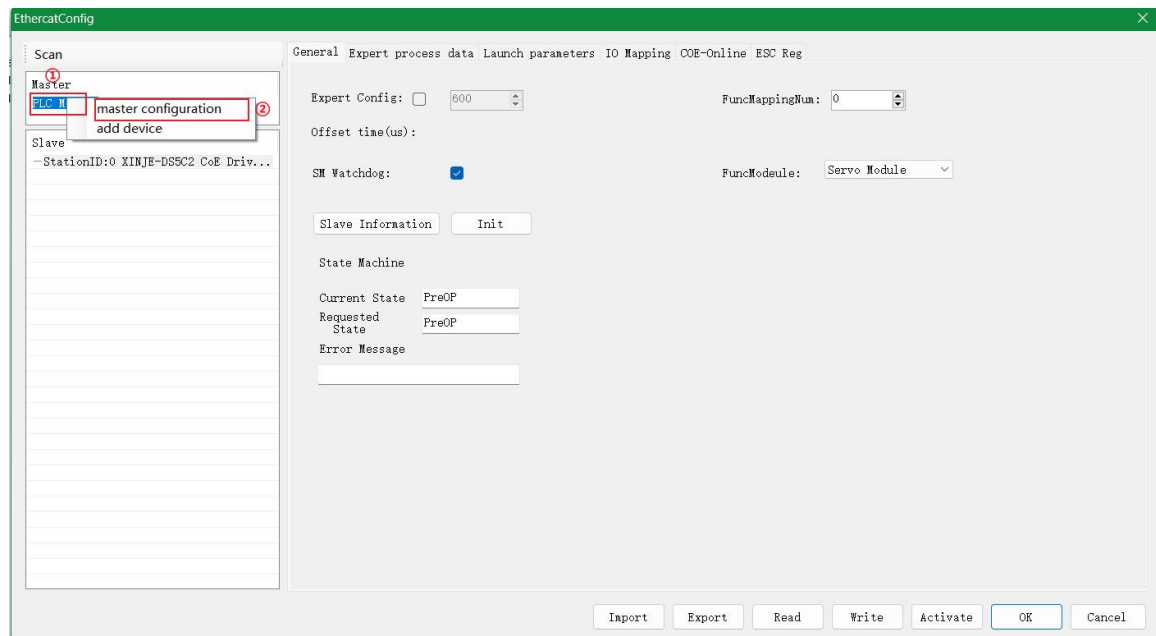 EthercatConfig
Scan
General Expert process data Launch parameters IO Mapping COE-Online ESC Reg
①
Master
PLC M
master configuration
②
add device
Slave
StationID:0 XINJE-DS5C2 CoE Driv...
Expert Config: 600
FuncMappingNum: 0
Offset time(us):
SM Watchdog:
FuncModeule: Servo Module
Slave Information Init
State Machine
Current State PreOP
Requested State PreOP
Error Message
Import Export Read Write Activate OK Cancel